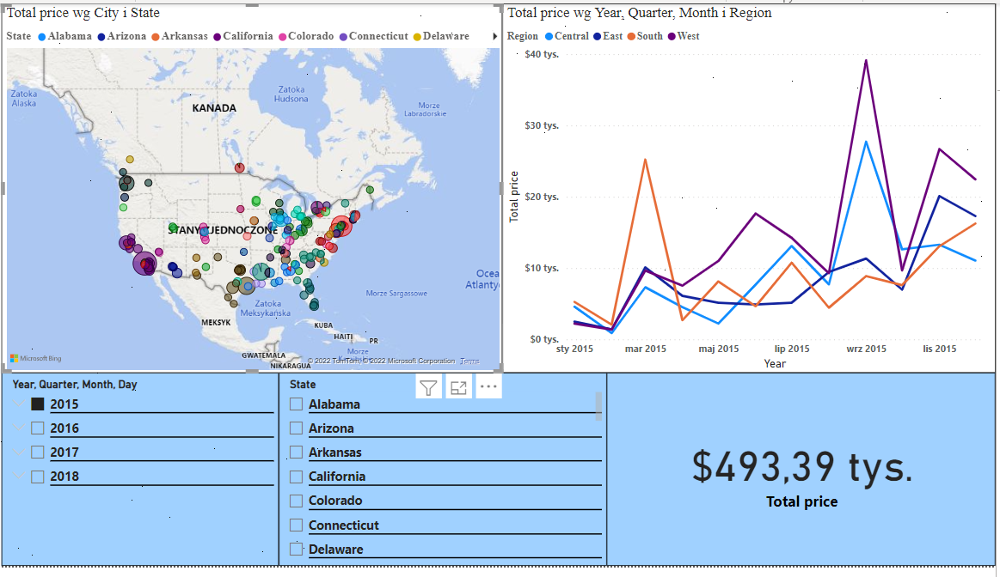 Total price wg City i State
State Alabama Arizona Arkansas California Colorado Connecticut Delaware
Zatoka
Alaska
KANADA
Zatoka
Hudsona
Morze
Labradorskie
STANY ZJEDNOCZONE
Ocea
Atlanty
Morze Sargassowe
Zatoka
Meksykańska
MEKSYK
KUBA
HAITI
PR
GWATEMALA
Morze
NIKARAGUA
Microsoft Bing
© 2022 TomTom, © 2022 Microsoft Corporation Terms
Total price wg Year, Quarter, Month i Region
Region Central East South West
Total price
$40 tys.
$30 tys.
$20 tys.
$10 tys.
$0 tys.
sty 2015 mar 2015 maj 2015 lip 2015 wrz 2015 lis 2015
Year
Year, Quarter, Month, Day
2015
2016
2017
2018
State
Alabama
Arizona
Arkansas
California
Colorado
Connecticut
Delaware
$493,39 tys.
Total price